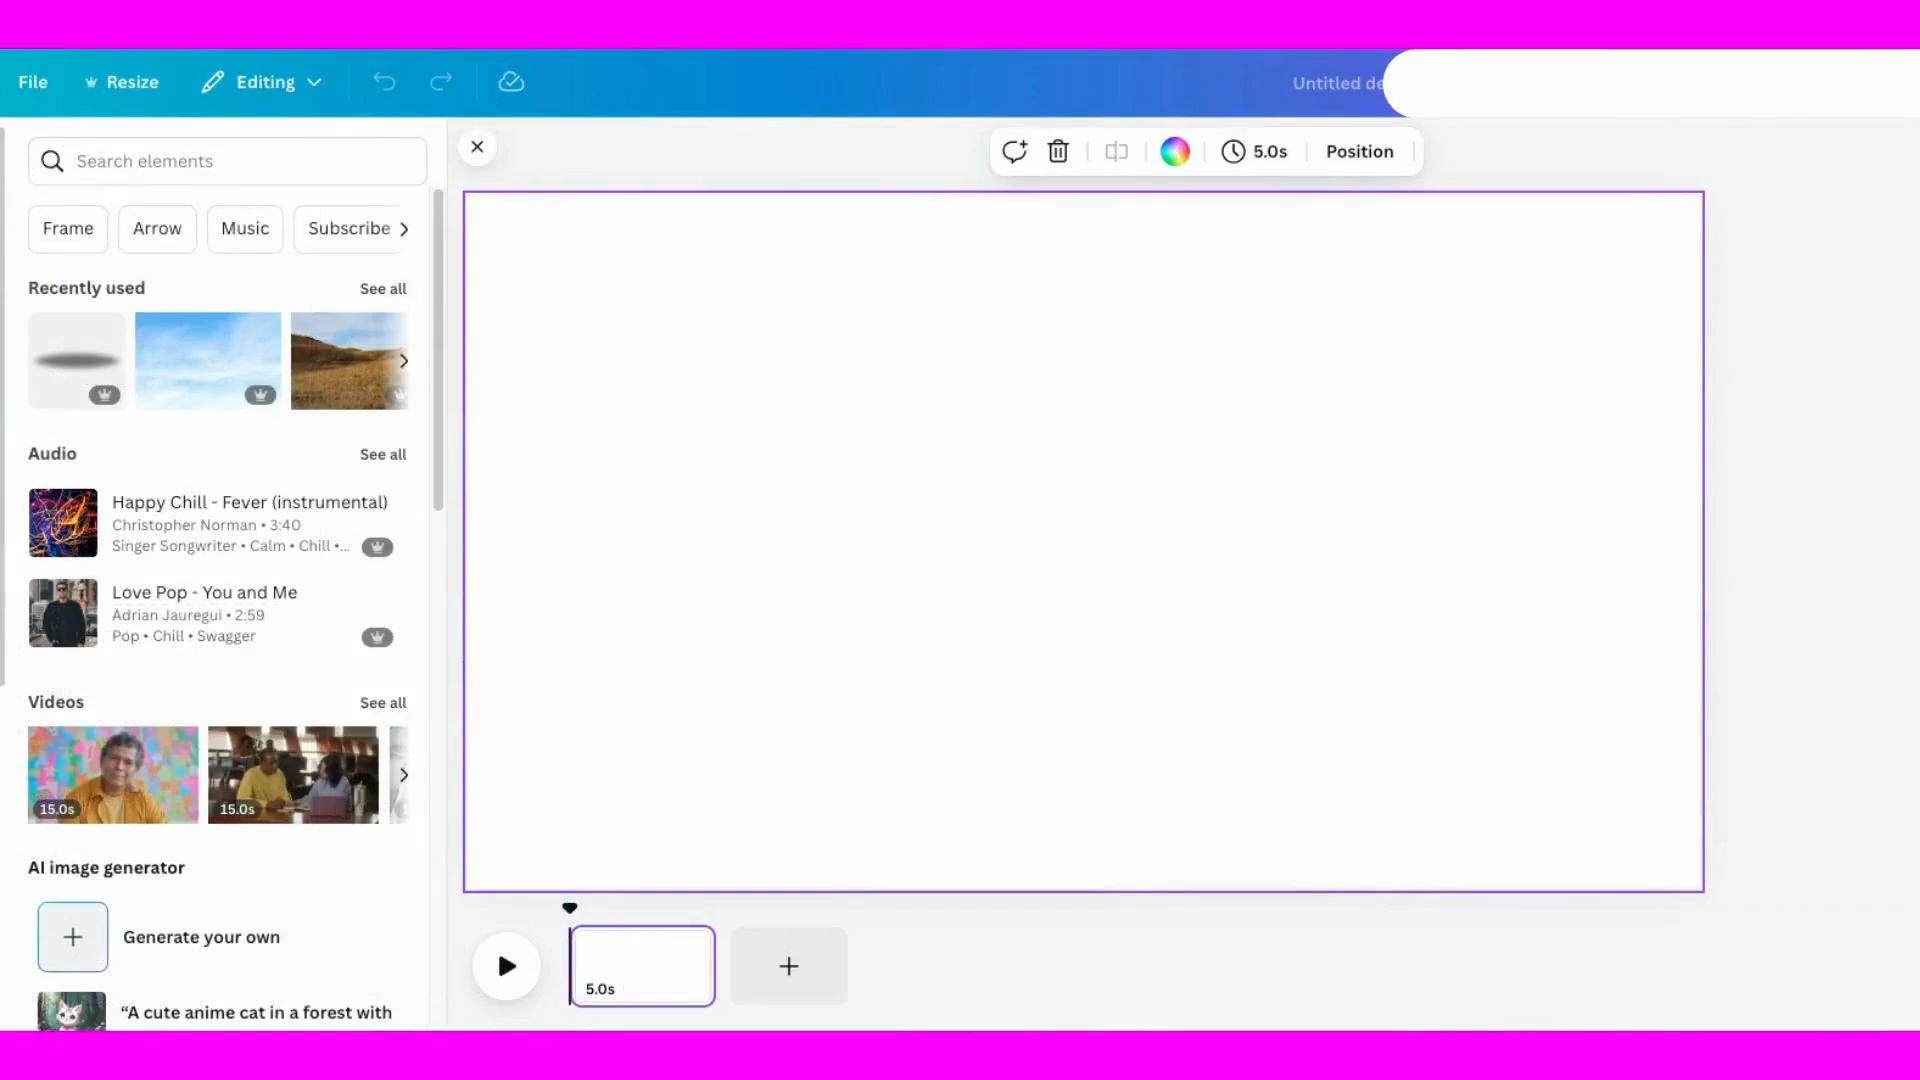 File
Resize
Editing
Untitled de
Search elements
5.0s
Position
Frame
Arrow
Music
Subscribe
Recently used
See all
Audio
See all
Happy Chill - Fever (instrumental)
Christopher Norman • 3:40
Singer Songwriter • Calm • Chill •...
Love Pop - You and Me
Adrian Jauregui • 2:59
Pop • Chill • Swagger
Videos
See all
15.0s
15.0s
AI image generator
Generate your own
“A cute anime cat in a forest with
5.0s